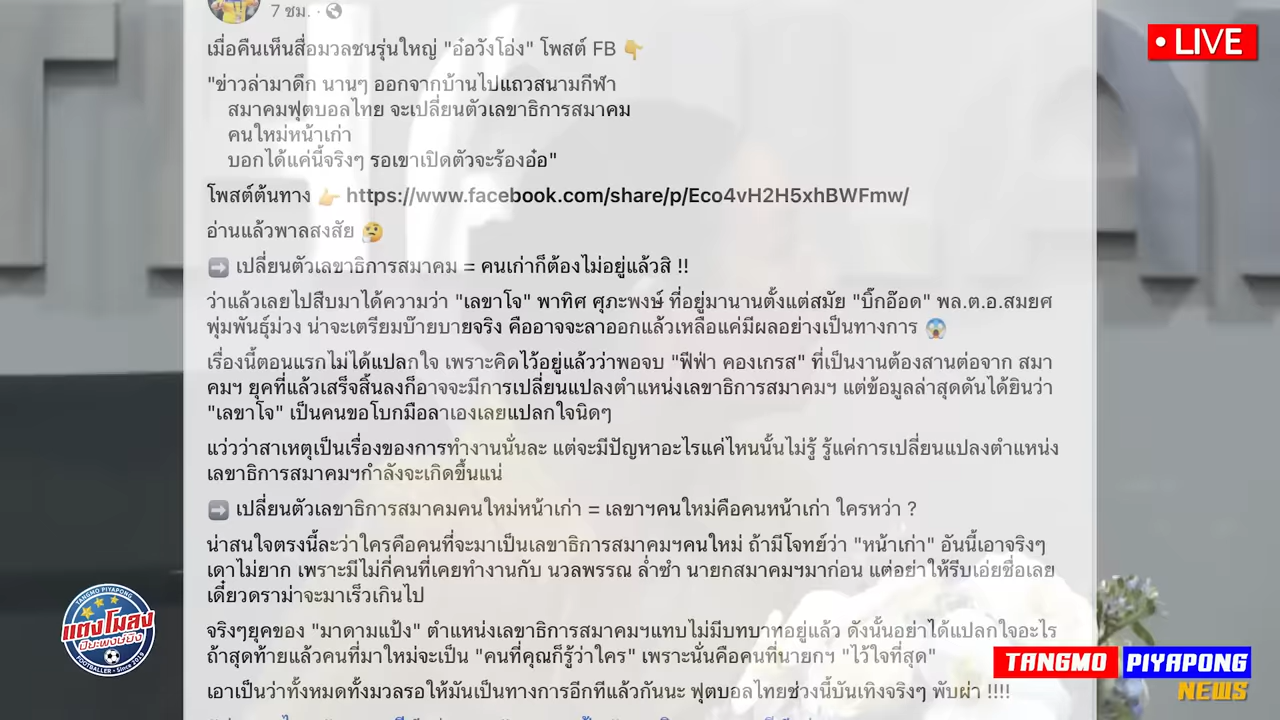 7 ชม. ·
• LIVE
เมื่อคืนเห็นสื่อมวลชนรุ่นใหญ่ "อ๋อวังโอ่ง" โพสต์ FB 👇
"ข่าวล่ามาดึก นานๆ ออกจากบ้านไปแถวสนามกีฬา
สมาคมฟุตบอลไทย จะเปลี่ยนตัวเลขาธิการสมาคม
คนใหม่หน้าเก่า
บอกได้แค่นี้จริงๆ รอเขาเปิดตัวจะร้องอ๋อ"
โพสต์ต้นทาง 👉 https://www.facebook.com/share/p/Eco4vH2H5xhBWFmw/
อ่านแล้วพาลสงสัย 🤔
➡️ เปลี่ยนตัวเลขาธิการสมาคม = คนเก่าก็ต้องไม่อยู่แล้วสิ !!
ว่าแล้วเลยไปสืบมาได้ความว่า "เลขาโจ" พาทิศ ศุภะพงษ์ ที่อยู่มานานตั้งแต่สมัย "บิ๊กอ๊อด" พล.ต.อ.สมยศ
พุ่มพันธุ์ม่วง น่าจะเตรียมบ๊ายบายจริง คืออาจจะลาออกแล้วเหลือแค่มีผลอย่างเป็นทางการ 😱
เรื่องนี้ตอนแรกไม่ได้แปลกใจ เพราะคิดไว้อยู่แล้วว่าพอจบ "ฟีฟ่า คองเกรส" ที่เป็นงานต้องสานต่อจาก สมา
คมฯ ยุคที่แล้วเสร็จสิ้นลงก็อาจจะมีการเปลี่ยนแปลงตำแหน่งเลขาธิการสมาคมฯ แต่ข้อมูลล่าสุดดันได้ยินว่า
"เลขาโจ" เป็นคนขอโบกมือลาเองเลยแปลกใจนิดๆ
แว่วว่าสาเหตุเป็นเรื่องของการทำงานนั่นละ แต่จะมีปัญหาอะไรแค่ไหนนั้นไม่รู้ รู้แค่การเปลี่ยนแปลงตำแหน่ง
เลขาธิการสมาคมฯกำลังจะเกิดขึ้นแน่
➡️ เปลี่ยนตัวเลขาธิการสมาคมคนใหม่หน้าเก่า = เลขาฯคนใหม่คือคนหน้าเก่า ใครหว่า ?
น่าสนใจตรงนี้ละว่าใครคือคนที่จะมาเป็นเลขาธิการสมาคมฯคนใหม่ ถ้ามีโจทย์ว่า "หน้าเก่า" อันนี้เอาจริงๆ
เดาไม่ยาก เพราะมีไม่กี่คนที่เคยทำงานกับ นวลพรรณ ล่ำซำ นายกสมาคมฯมาก่อน แต่อย่าให้รีบเอ่ยชื่อเลย
เดี๋ยวดราม่าจะมาเร็วเกินไป
จริงๆยุคของ "มาดามแป้ง" ตำแหน่งเลขาธิการสมาคมฯแทบไม่มีบทบาทอยู่แล้ว ดังนั้นอย่าได้แปลกใจอะไร
ถ้าสุดท้ายแล้วคนที่มาใหม่จะเป็น "คนที่คุณก็รู้ว่าใคร" เพราะนั่นคือคนที่นายกฯ "ไว้ใจที่สุด"
เอาเป็นว่าทั้งหมดทั้งมวลรอให้มันเป็นทางการอีกทีแล้วกันนะ ฟุตบอลไทยช่วงนี้บันเทิงจริงๆ พับผ่า !!!!
TANGMO PIYAPONG
แตงโมลง
ปิยะพงษ์ยิง
FOOTBALLER • Since 2019
TANGMO PIYAPONG
NEWS